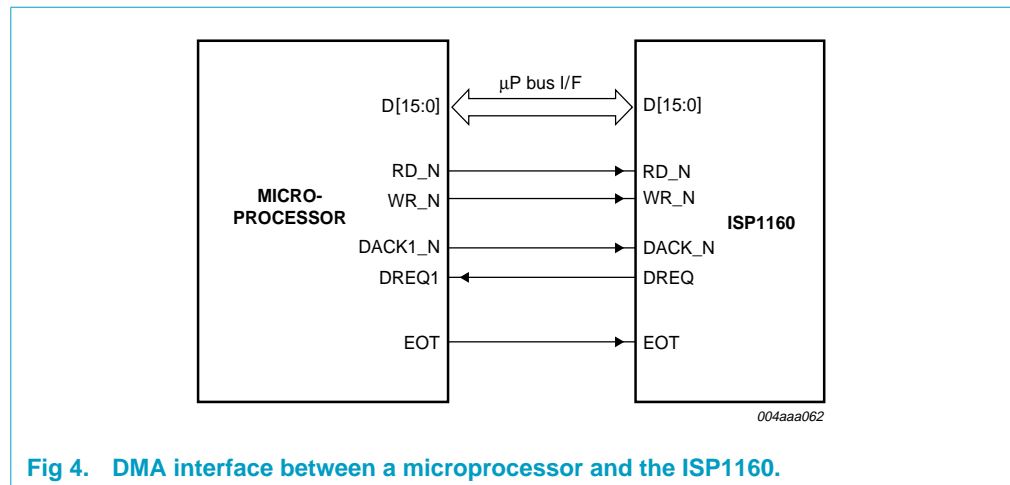 µP bus I/F
D[15:0]
D[15:0]
RD_N
RD_N
MICRO-
PROCESSOR
WR_N
WR_N
ISP1160
DACK1_N
DACK_N
DREQ1
DREQ
EOT
EOT
004aaa062
Fig 4. DMA interface between a microprocessor and the ISP1160.